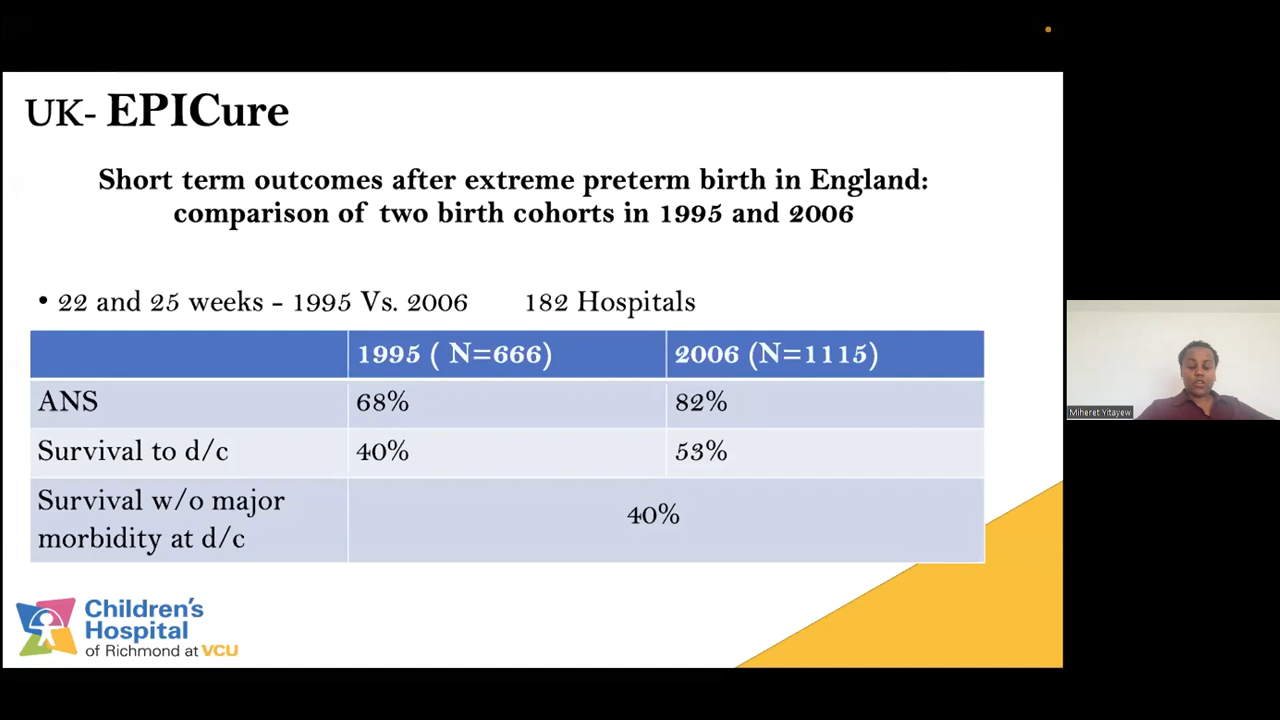 UK- EPICure
Short term outcomes after extreme preterm birth in England:
comparison of two birth cohorts in 1995 and 2006
• 22 and 25 weeks – 1995 Vs. 2006 182 Hospitals
1995 ( N=666) 2006 (N=1115)
ANS 68% 82%
Survival to d/c 40% 53%
Survival w/o major
morbidity at d/c
40%
Miheret Yitayew
Children's
Hospital
of Richmond at VCU